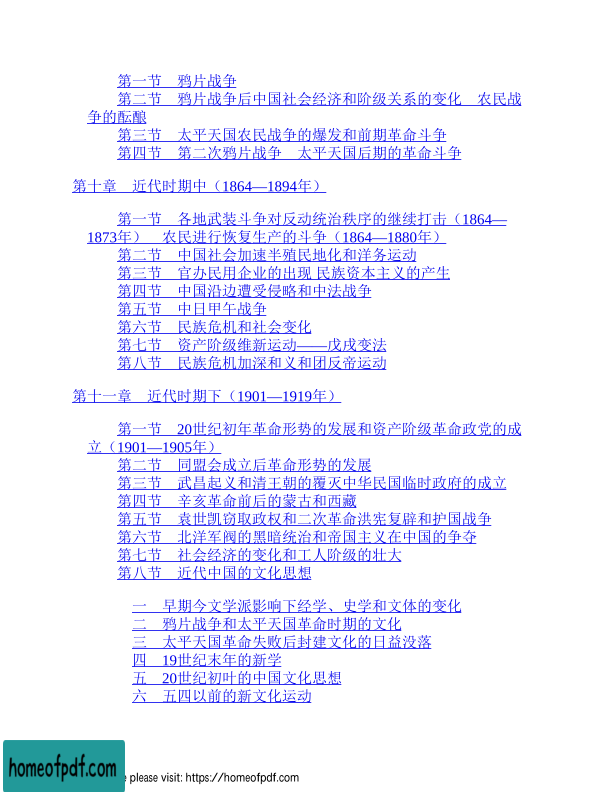 第一节　鸦片战争
第二节　鸦片战争后中国社会经济和阶级关系的变化　农民战
争的酝酿
第三节　太平天国农民战争的爆发和前期革命斗争
第四节　第二次鸦片战争　太平天国后期的革命斗争
第十章　近代时期中（1864—1894年）
第一节　各地武装斗争对反动统治秩序的继续打击（1864—
1873年）　农民进行恢复生产的斗争（1864—1880年）
第二节　中国社会加速半殖民地化和洋务运动
第三节　官办民用企业的出现 民族资本主义的产生
第四节　中国沿边遭受侵略和中法战争
第五节　中日甲午战争
第六节　民族危机和社会变化
第七节　资产阶级维新运动——戊戌变法
第八节　民族危机加深和义和团反帝运动
第十一章　近代时期下（1901—1919年）
第一节　20世纪初年革命形势的发展和资产阶级革命政党的成
立（1901—1905年）
第二节　同盟会成立后革命形势的发展
第三节　武昌起义和清王朝的覆灭中华民国临时政府的成立
第四节　辛亥革命前后的蒙古和西藏
第五节　袁世凯窃取政权和二次革命洪宪复辟和护国战争
第六节　北洋军阀的黑暗统治和帝国主义在中国的争夺
第七节　社会经济的变化和工人阶级的壮大
第八节　近代中国的文化思想
一　早期今文学派影响下经学、史学和文体的变化
二　鸦片战争和太平天国革命时期的文化
三　太平天国革命失败后封建文化的日益没落
四　19世纪末年的新学
五　20世纪初叶的中国文化思想
六　五四以前的新文化运动
homeofpdf.com
please visit: https://homeofpdf.com